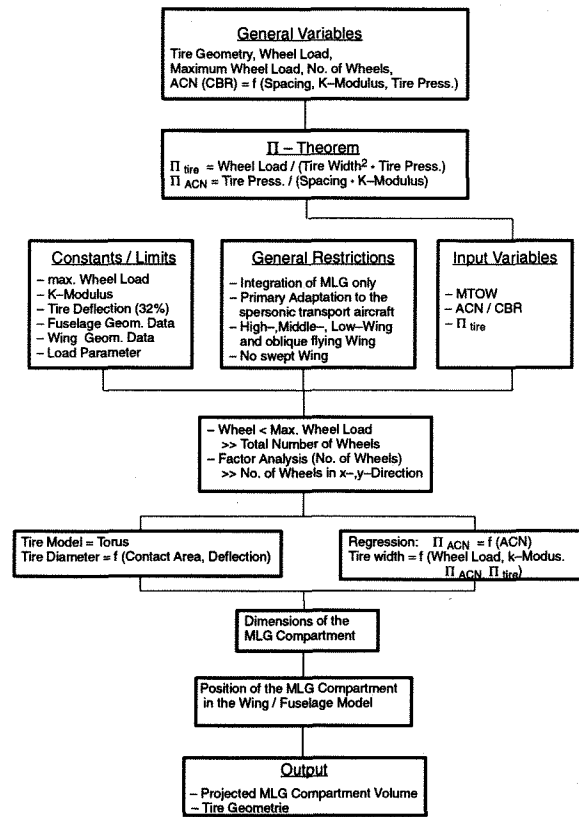 General Variables
Tire Geometry, Wheel Load,
Maximum Wheel Load, No. of Wheels,
ACN (CBR) = f (Spacing, K–Modulus, Tire Press.)
Π – Theorem
Π tire = Wheel Load / (Tire Width² • Tire Press.)
Π ACN = Tire Press. / (Spacing • K–Modulus)
Constants / Limits
– max. Wheel Load
– K–Modulus
– Tire Deflection (32%)
– Fuselage Geom. Data
– Wing Geom. Data
– Load Parameter
General Restrictions
– Integration of MLG only
– Primary Adaptation to the
spersonic transport aircraft
– High–,Middle–, Low–Wing
and oblique flying Wing
– No swept Wing
Input Variables
– MTOW
– ACN / CBR
– Π tire
– Wheel < Max. Wheel Load
>> Total Number of Wheels
– Factor Analysis (No. of Wheels)
>> No. of Wheels in x–,y–Direction
Tire Model = Torus
Tire Diameter = f (Contact Area, Deflection)
Regression: Π ACN = f (ACN)
Tire width = f (Wheel Load, k–Modus.
Π ACN, Π tire)
Dimensions of the
MLG Compartment
Position of the MLG Compartment
in the Wing / Fuselage Model
Output
– Projected MLG Compartment Volume
– Tire Geometrie